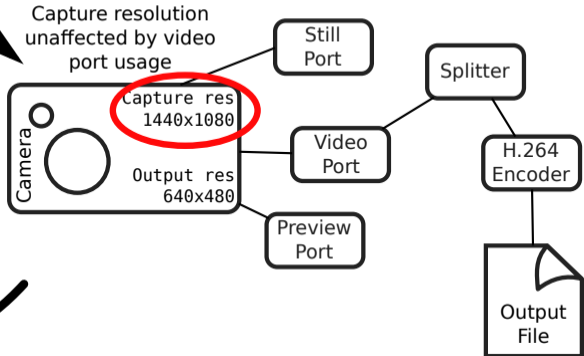 Capture resolution
unaffected by video
port usage
Camera
Capture res
1440x1080
Output res
640x480
Still
Port
Video
Port
Preview
Port
Splitter
H.264
Encoder
Output
File